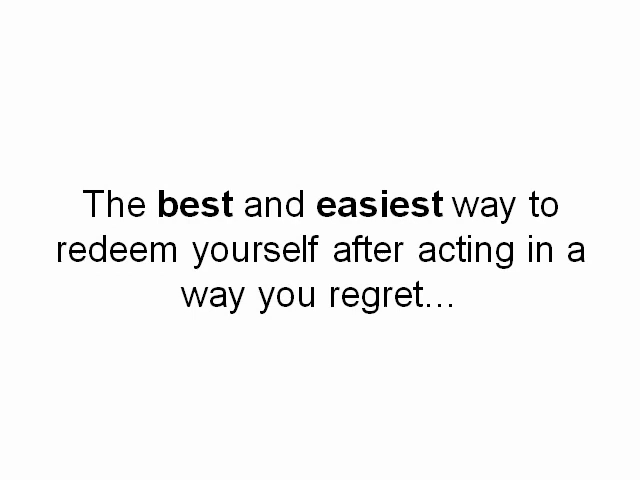 The best and easiest way to
redeem yourself after acting in a
way you regret...